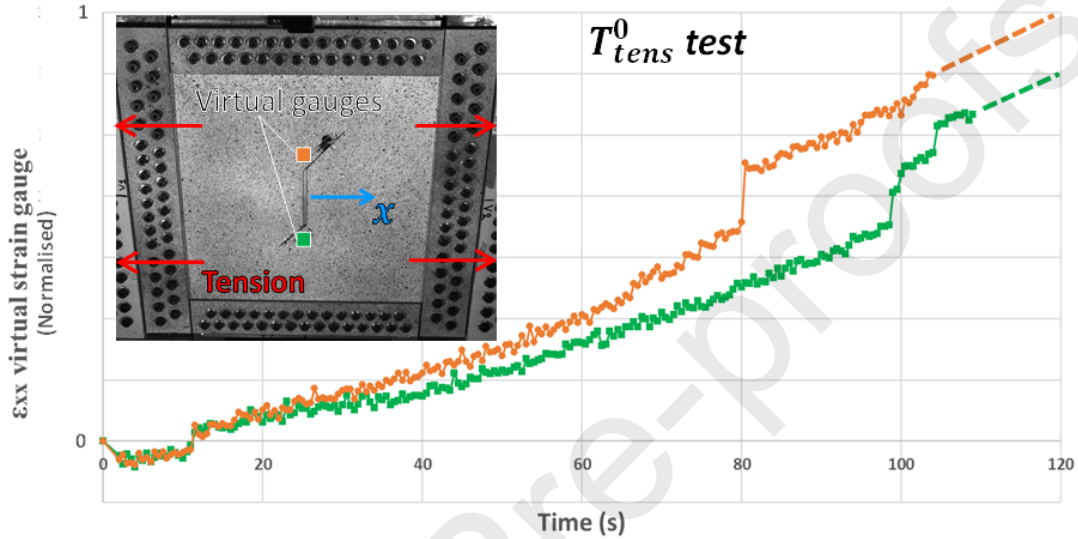 1
T⁰tens test
Virtual gauges
x
Tension
εxx virtual strain gauge
(Normalised)
0
0
20
40
60
80
100
120
Time (s)
Pre-proofs